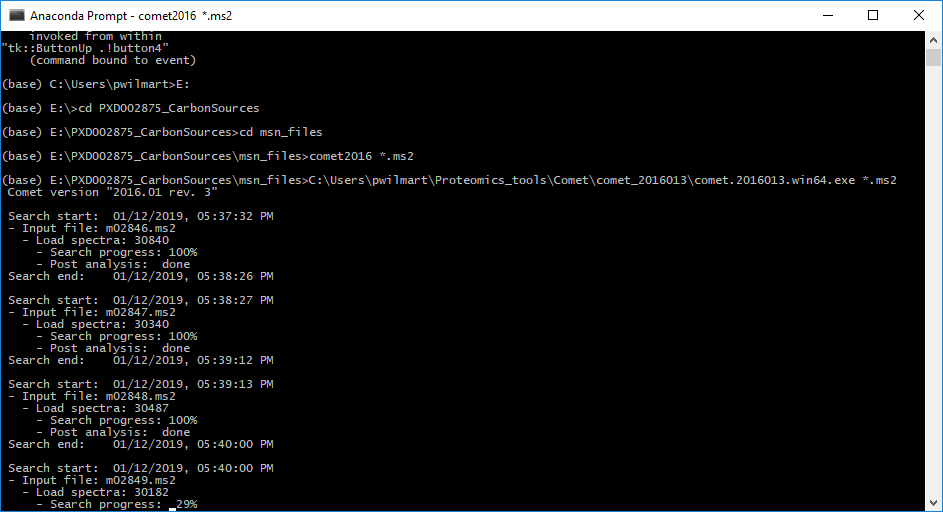 Anaconda Prompt - comet2016 *.ms2
invoked from within
"tk::ButtonUp .!button4"
(command bound to event)
(base) C:\Users\pwilmart>E:
(base) E:\>cd PXD002875_CarbonSources
(base) E:\PXD002875_CarbonSources>cd msn_files
(base) E:\PXD002875_CarbonSources\msn_files>comet2016 *.ms2
(base) E:\PXD002875_CarbonSources\msn_files>C:\Users\pwilmart\Proteomics_tools\Comet\comet_2016013\comet.2016013.win64.exe *.ms2
Comet version "2016.01 rev. 3"
Search start:  01/12/2019, 05:37:32 PM
- Input file: m02846.ms2
- Load spectra: 30840
- Search progress: 100%
- Post analysis:  done
Search end:    01/12/2019, 05:38:26 PM
Search start:  01/12/2019, 05:38:27 PM
- Input file: m02847.ms2
- Load spectra: 30340
- Search progress: 100%
- Post analysis:  done
Search end:    01/12/2019, 05:39:12 PM
Search start:  01/12/2019, 05:39:13 PM
- Input file: m02848.ms2
- Load spectra: 30487
- Search progress: 100%
- Post analysis:  done
Search end:    01/12/2019, 05:40:00 PM
Search start:  01/12/2019, 05:40:00 PM
- Input file: m02849.ms2
- Load spectra: 30182
- Search progress:  29%